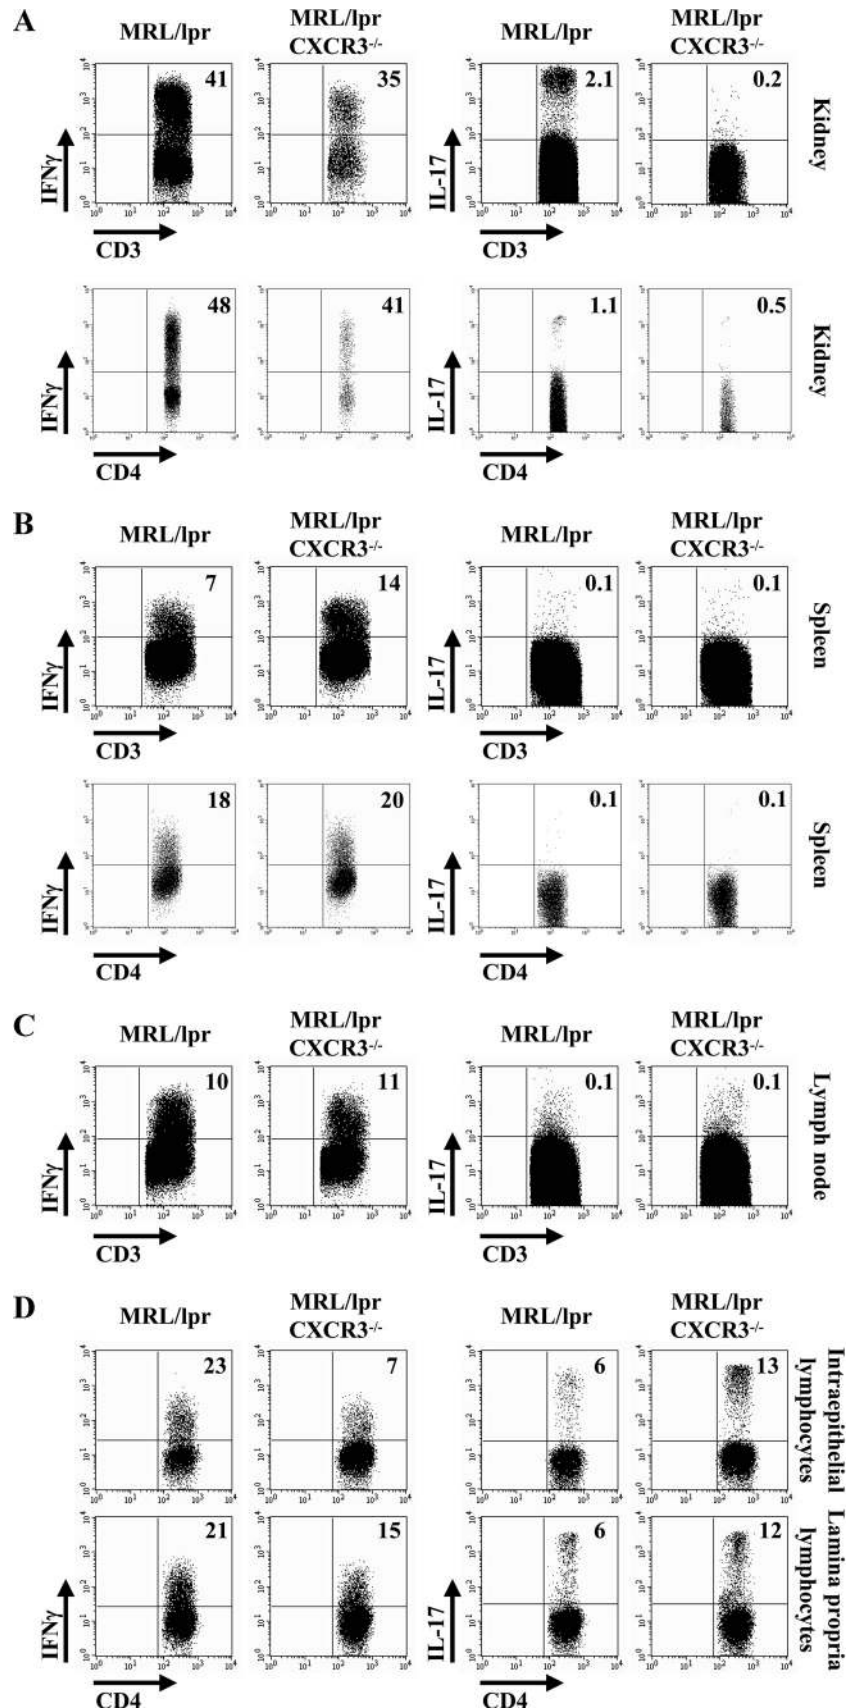 A
MRL/lpr
MRL/lpr
CXCR3-/-
MRL/lpr
MRL/lpr
CXCR3-/-
41
35
2.1
0.2
Kidney
IFNγ
IL-17
CD3
CD3
48
41
1.1
0.5
Kidney
IFNγ
IL-17
CD4
CD4
B
MRL/lpr
MRL/lpr
CXCR3-/-
MRL/lpr
MRL/lpr
CXCR3-/-
7
14
0.1
0.1
Spleen
IFNγ
IL-17
CD3
CD3
18
20
0.1
0.1
Spleen
IFNγ
IL-17
CD4
CD4
C
MRL/lpr
MRL/lpr
CXCR3-/-
MRL/lpr
MRL/lpr
CXCR3-/-
10
11
0.1
0.1
Lymph node
IFNγ
IL-17
CD3
CD3
D
MRL/lpr
MRL/lpr
CXCR3-/-
MRL/lpr
MRL/lpr
CXCR3-/-
23
7
6
13
Intraepithelial
lymphocytes
21
15
6
12
Lamina propria
lymphocytes
IFNγ
IL-17
CD4
CD4